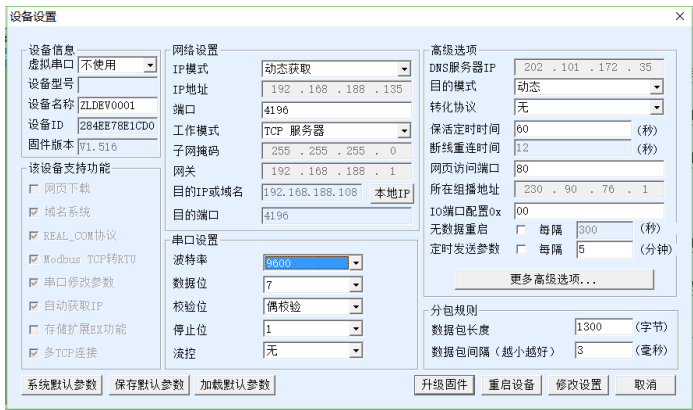 设备设置
设备信息
虚拟串口 不使用
设备型号
设备名称 ZLDEV0001
设备ID 284EE78E1CD0
固件版本 V1.516
该设备支持功能
网页下载
域名系统
REAL_COM协议
Modbus TCP转RTU
串口修改参数
自动获取IP
存储扩展EX功能
多TCP连接
网络设置
IP模式 动态获取
IP地址 192 . 168 . 188 . 135
端口 4196
工作模式 TCP 服务器
子网掩码 255 . 255 . 255 . 0
网关 192 . 168 . 188 . 1
目的IP或域名 192.168.188.108 本地IP
目的端口 4196
串口设置
波特率 9600
数据位 7
校验位 偶校验
停止位 1
流控 无
高级选项
DNS服务器IP 202 . 101 . 172 . 35
目的模式 动态
转化协议 无
保活定时时间 60 (秒)
断线重连时间 12 (秒)
网页访问端口 80
所在组播地址 230 . 90 . 76 . 1
IO端口配置0x 00
无数据重启 每隔 300 (秒)
定时发送参数 每隔 5 (分钟)
更多高级选项...
分包规则
数据包长度 1300 (字节)
数据包间隔（越小越好） 3 (毫秒)
系统默认参数 保存默认参数 加载默认参数 升级固件 重启设备 修改设置 取消